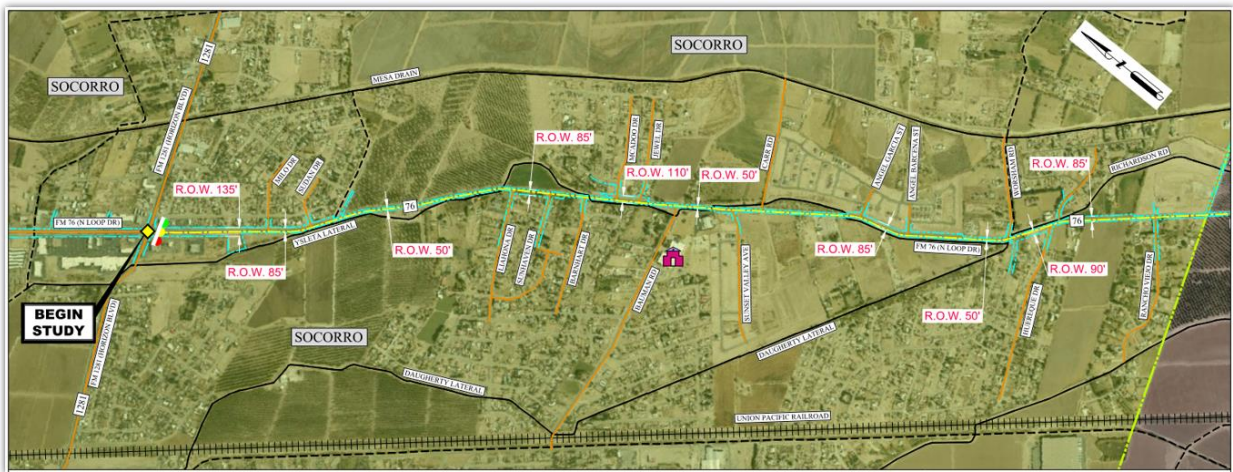 SOCORRO
SOCORRO
1281
FM 1281 (HORIZON BLVD)
MESA DRAIN
R.O.W. 135'
MILO DR
SUDAN DR
R.O.W. 85'
MCADOO DR
JEWEL DR
R.O.W. 110'
R.O.W. 50'
CARR RD
ANGEL GARCIA ST
ANGEL BARCENA ST
WORSHAM RD
R.O.W. 85'
RICHARDSON RD
FM 76 (N LOOP DR)
YSLETA LATERAL
76
R.O.W. 85'
R.O.W. 50'
LIAHONA DR
SUNHAVEN DR
BARNHART DR
BAUMAN RD
SUNSET VALLEY AVE
R.O.W. 85'
FM 76 (N LOOP DR)
76
R.O.W. 90'
R.O.W. 50'
HUEREQUE DR
RANCHO VIEJO DR
BEGIN
STUDY
SOCORRO
DAUGHERTY LATERAL
DAUGHERTY LATERAL
FM 1281 (HORIZON BLVD)
1281
UNION PACIFIC RAILROAD